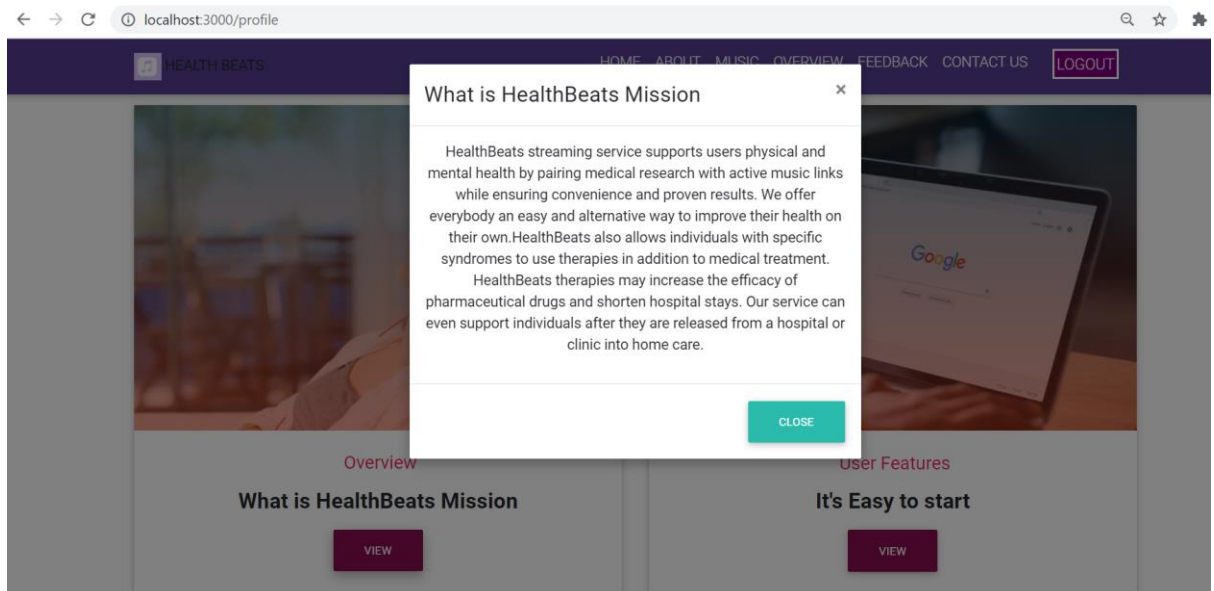 localhost:3000/profile
HEALTH BEATS
HOME ABOUT MUSIC OVERVIEW FEEDBACK CONTACT US LOGOUT
What is HealthBeats Mission ×
HealthBeats streaming service supports users physical and
mental health by pairing medical research with active music links
while ensuring convenience and proven results. We offer
everybody an easy and alternative way to improve their health on
their own.HealthBeats also allows individuals with specific
syndromes to use therapies in addition to medical treatment.
HealthBeats therapies may increase the efficacy of
pharmaceutical drugs and shorten hospital stays. Our service can
even support individuals after they are released from a hospital or
clinic into home care.
Google
CLOSE
Overview
User Features
What is HealthBeats Mission
It's Easy to start
VIEW
VIEW